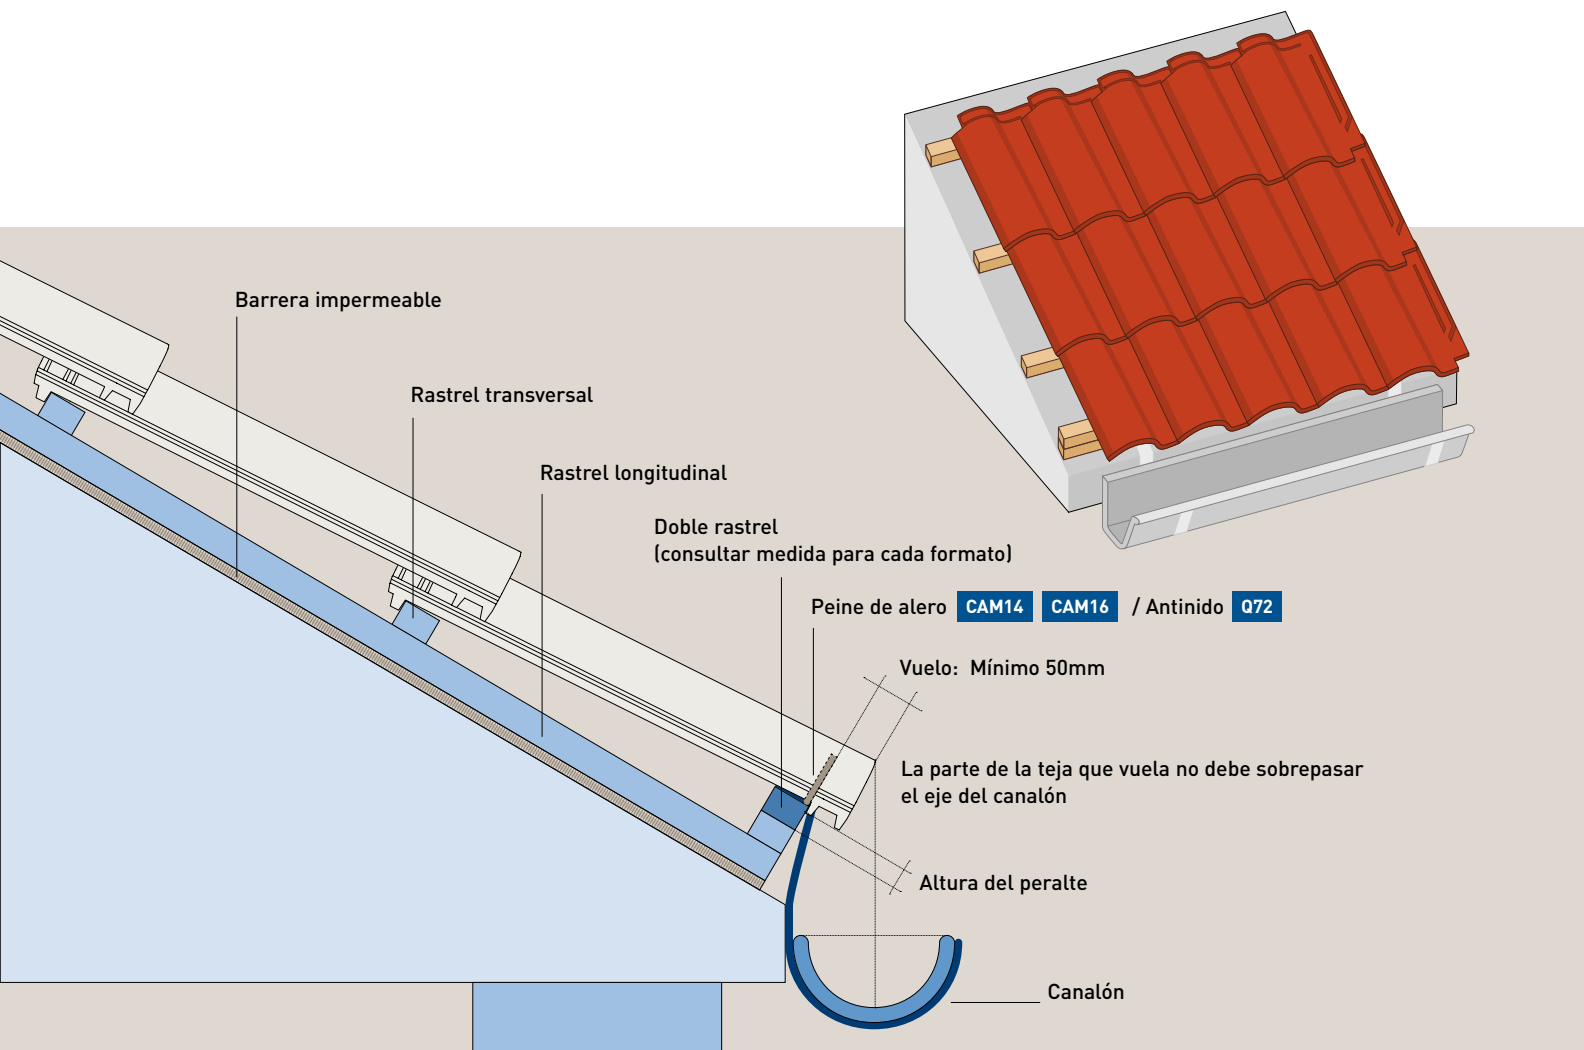 Barrera impermeable
Rastrel transversal
Rastrel longitudinal
Doble rastrel
(consultar medida para cada formato)
Peine de alero CAM14 CAM16 / Antinido Q72
Vuelo: Mínimo 50mm
La parte de la teja que vuela no debe sobrepasar
el eje del canalón
Altura del peralte
Canalón